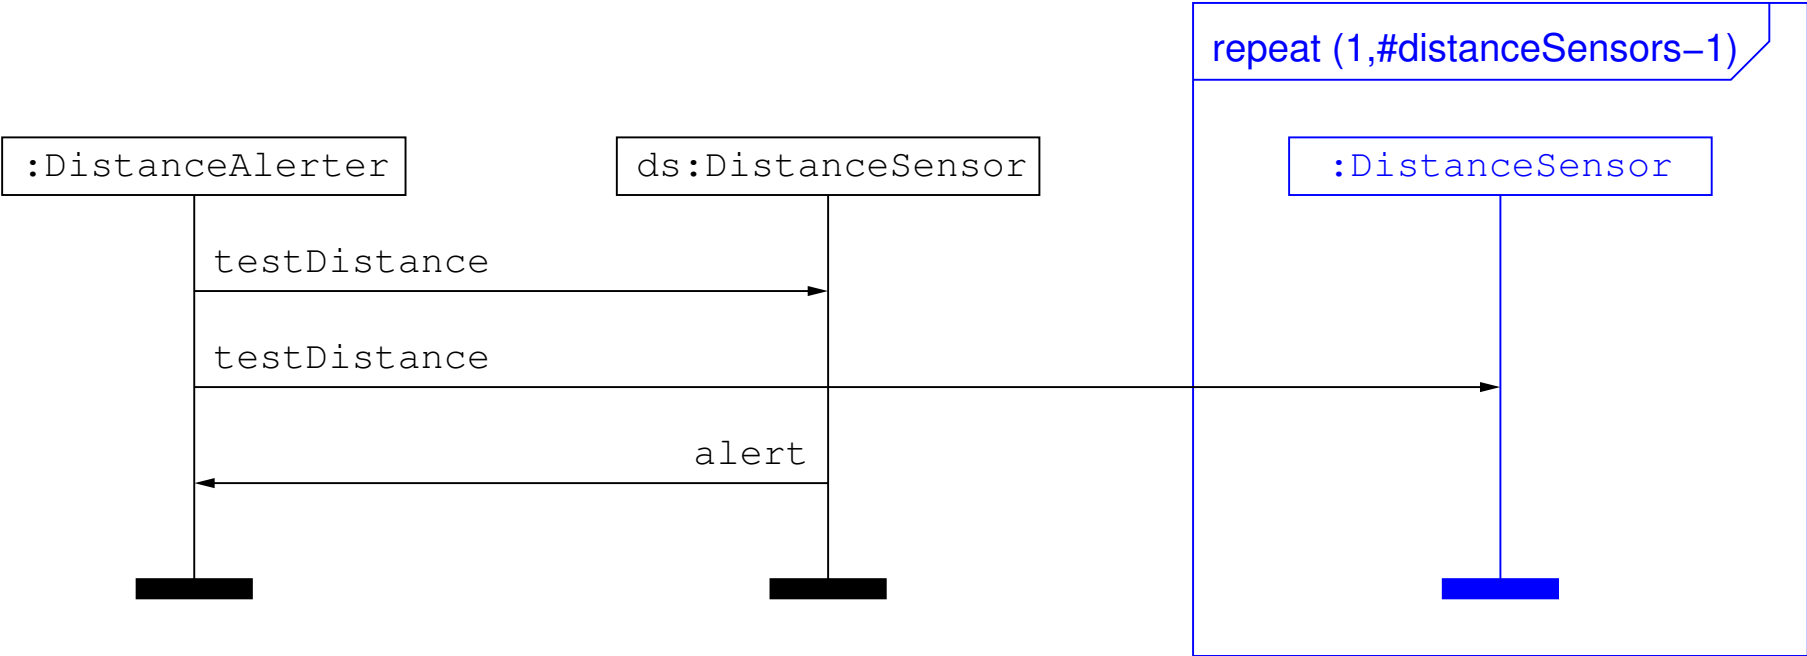 repeat (1,#distanceSensors−1)
:DistanceAlerter
ds:DistanceSensor
:DistanceSensor
testDistance
testDistance
alert